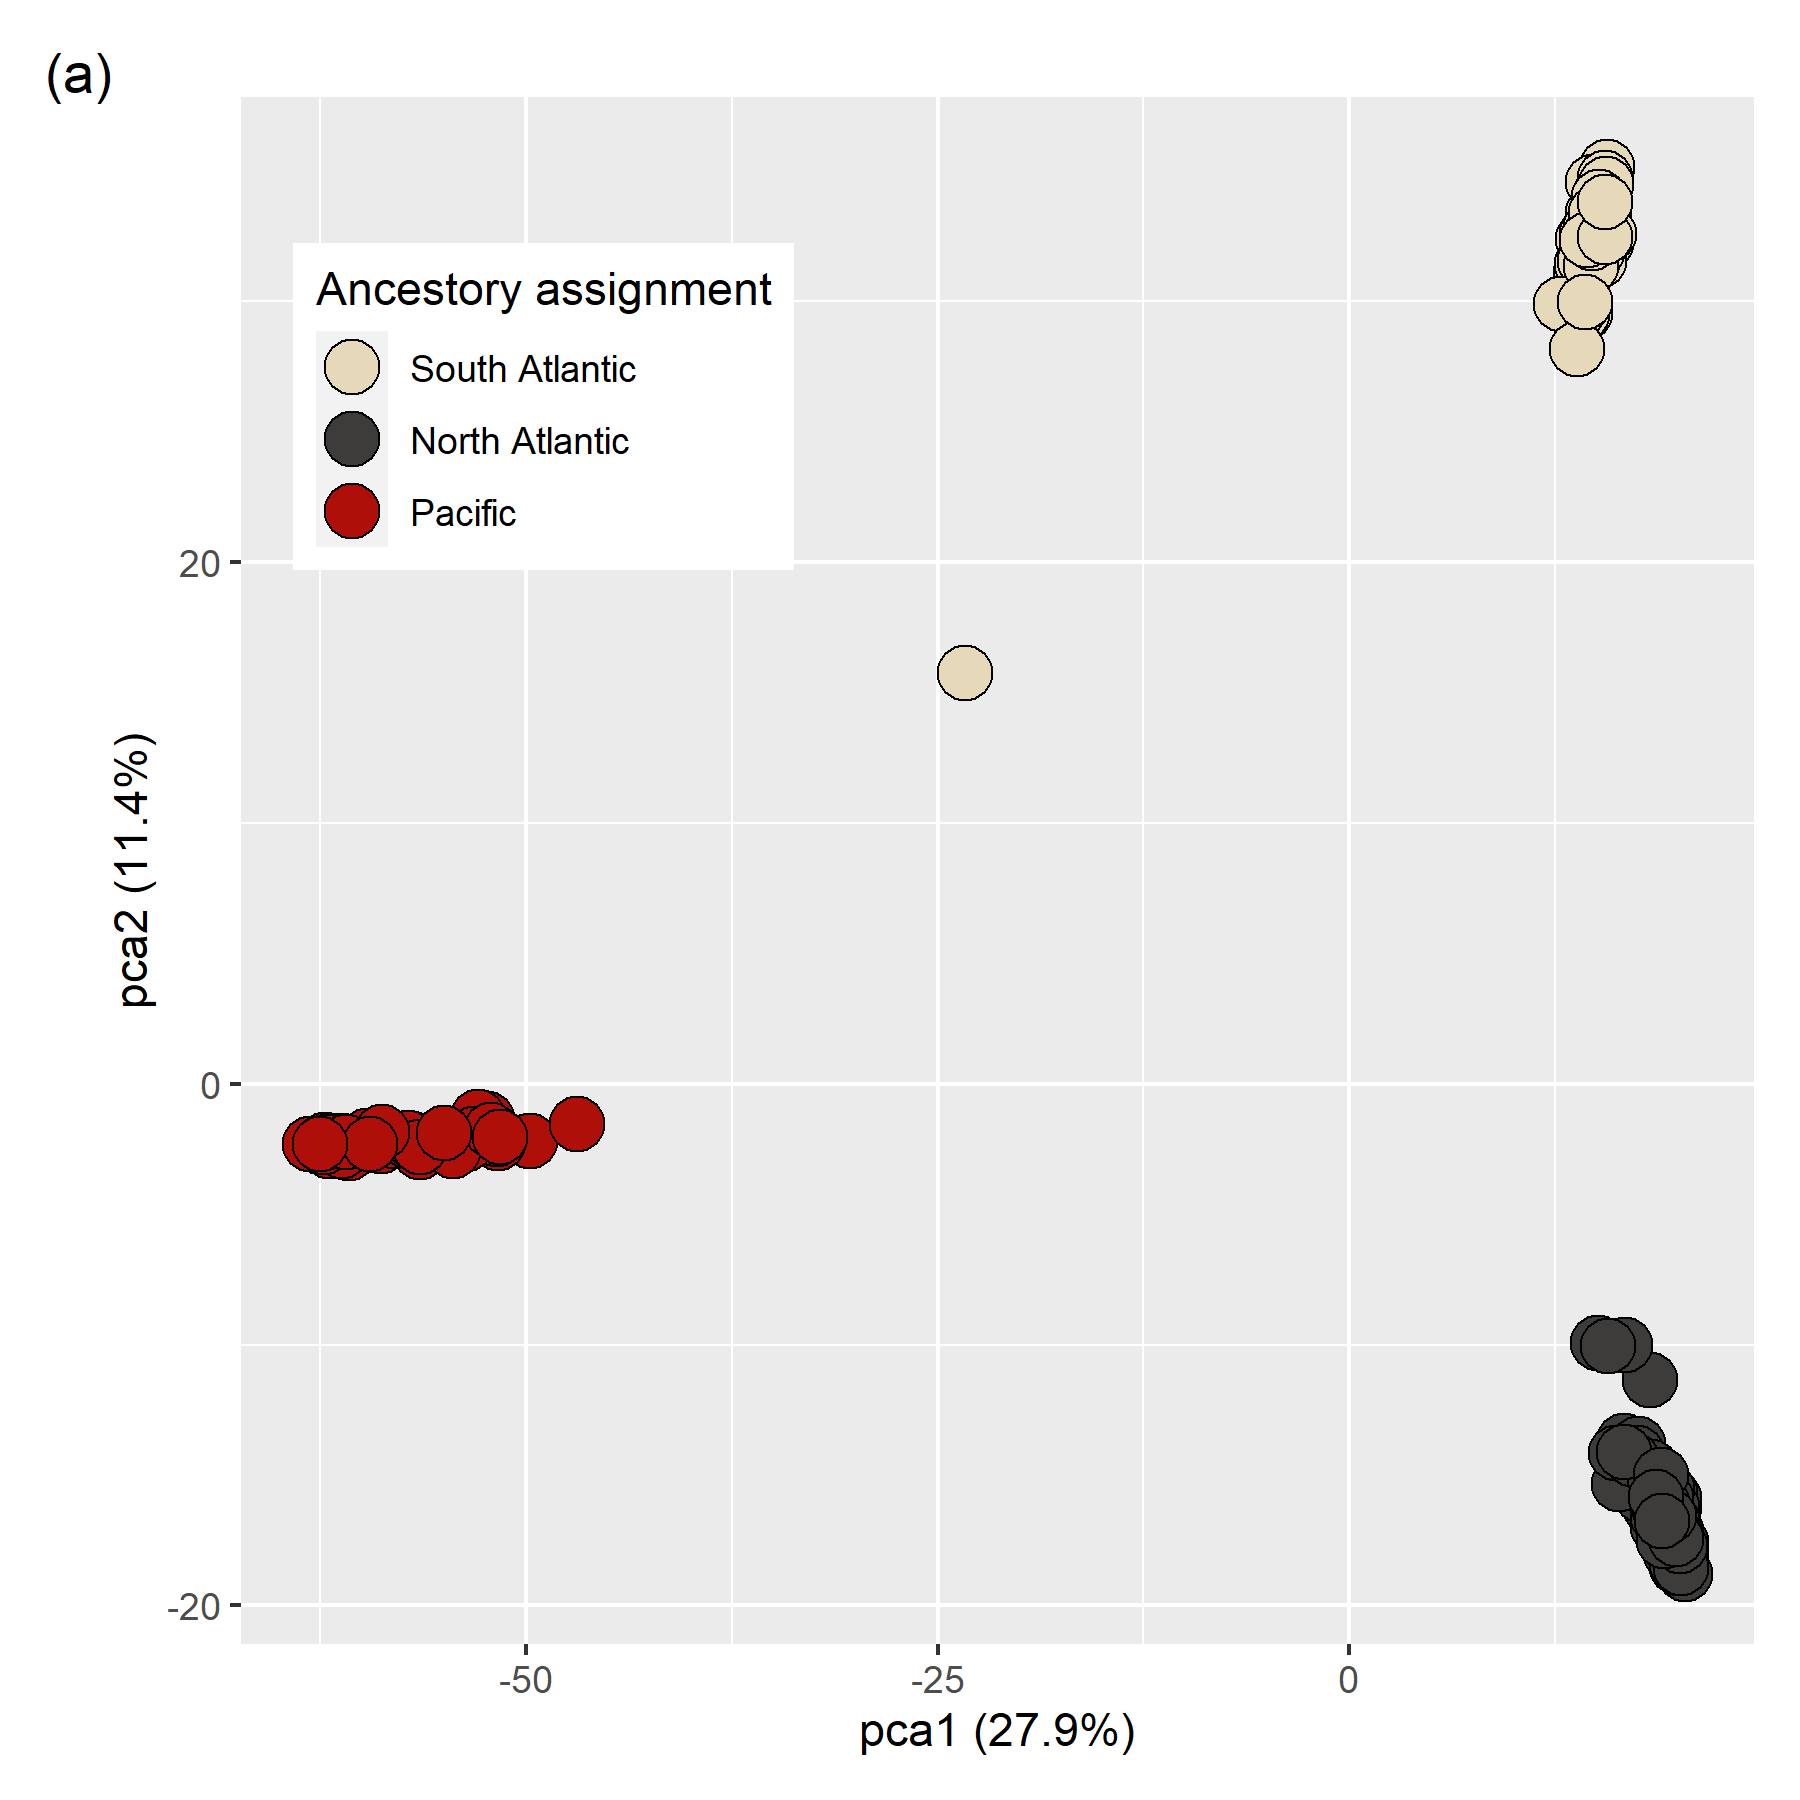 (a)
Ancestory assignment
South Atlantic
North Atlantic
Pacific
20
0
-20
pca2 (11.4%)
-50
-25
0
pca1 (27.9%)